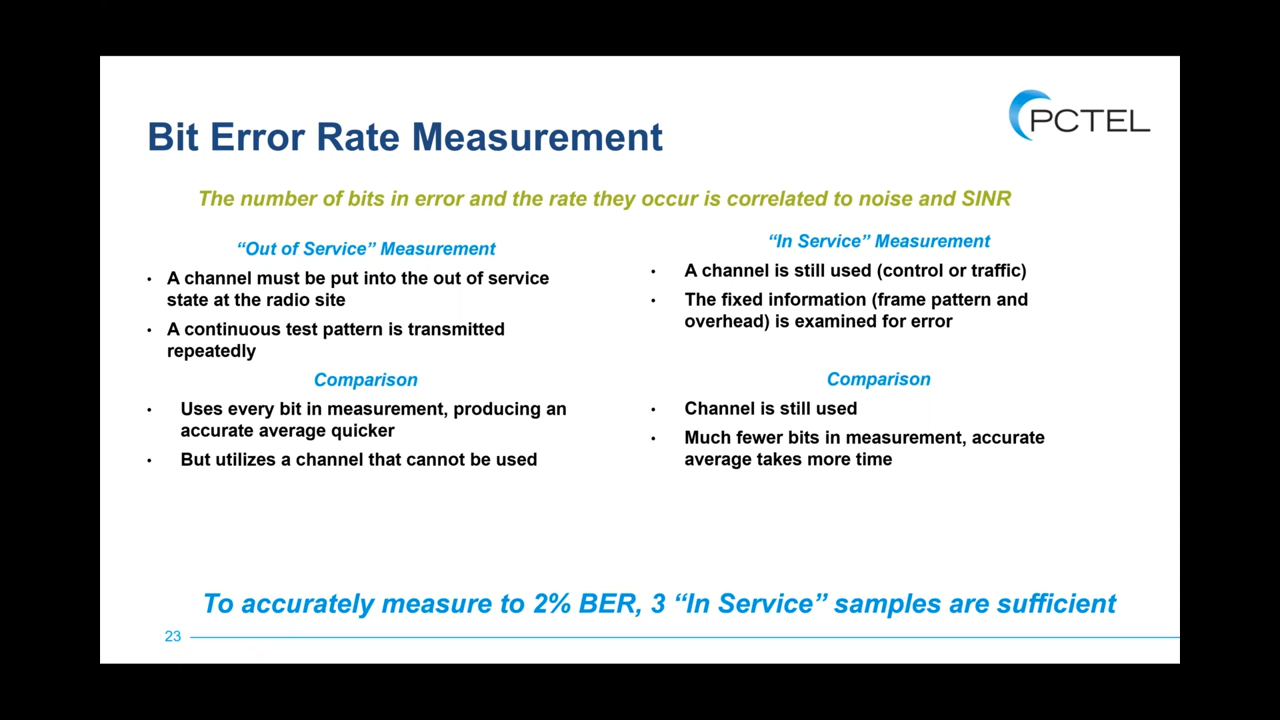 PCTEL
Bit Error Rate Measurement
The number of bits in error and the rate they occur is correlated to noise and SINR
“Out of Service” Measurement
• A channel must be put into the out of service
state at the radio site
• A continuous test pattern is transmitted
repeatedly
Comparison
• Uses every bit in measurement, producing an
accurate average quicker
• But utilizes a channel that cannot be used
“In Service” Measurement
• A channel is still used (control or traffic)
• The fixed information (frame pattern and
overhead) is examined for error
Comparison
• Channel is still used
• Much fewer bits in measurement, accurate
average takes more time
To accurately measure to 2% BER, 3 “In Service” samples are sufficient
23